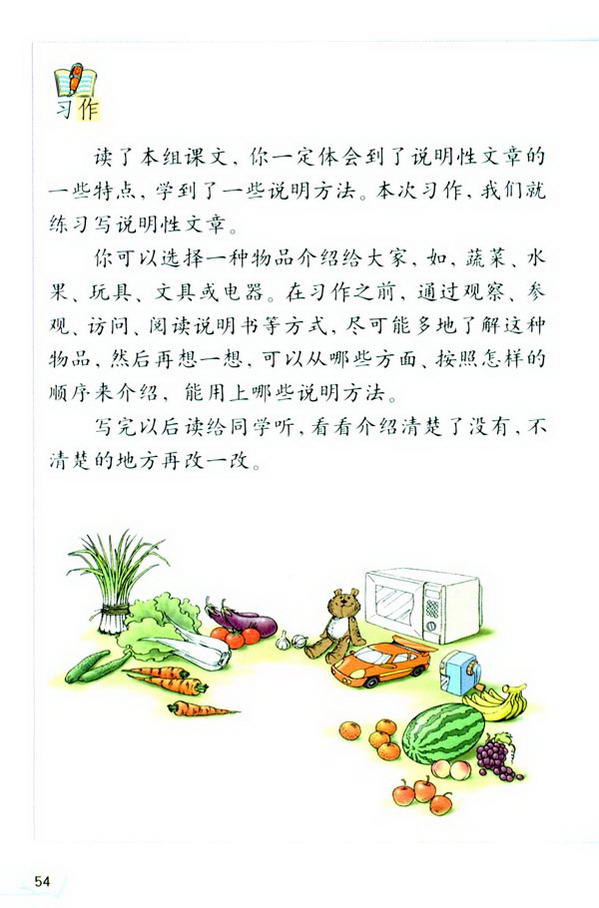 习作
读了本组课文，你一定体会到了说明性文章的
一些特点，学到了一些说明方法。本次习作，我们就
练习写说明性文章。
你可以选择一种物品介绍给大家，如，蔬菜、水
果、玩具、文具或电器。在习作之前，通过观察、参
观、访问、阅读说明书等方式，尽可能多地了解这种
物品，然后再想一想，可以从哪些方面、按照怎样的
顺序来介绍，能用上哪些说明方法。
写完以后读给同学听，看看介绍清楚了没有，不
清楚的地方再改一改。
54